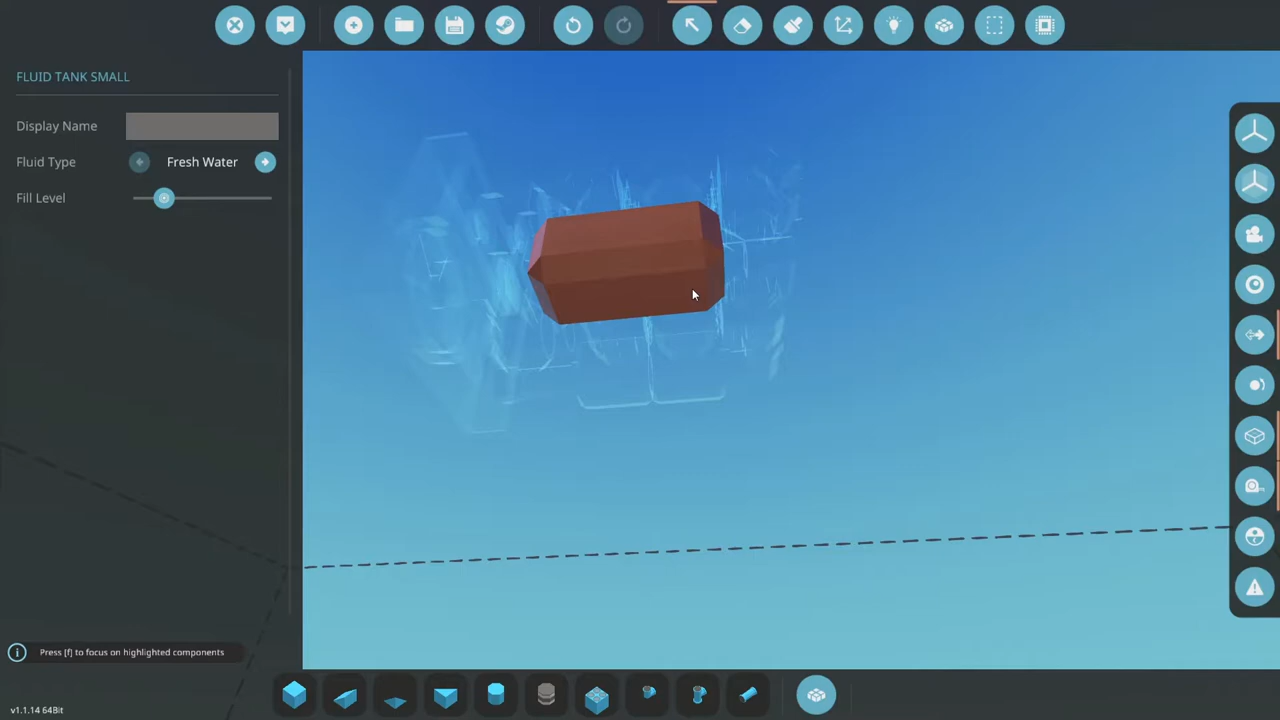 FLUID TANK SMALL
Display Name
Fluid Type
Fresh Water
Fill Level
Press [f] to focus on highlighted components
v1.1.14 64Bit